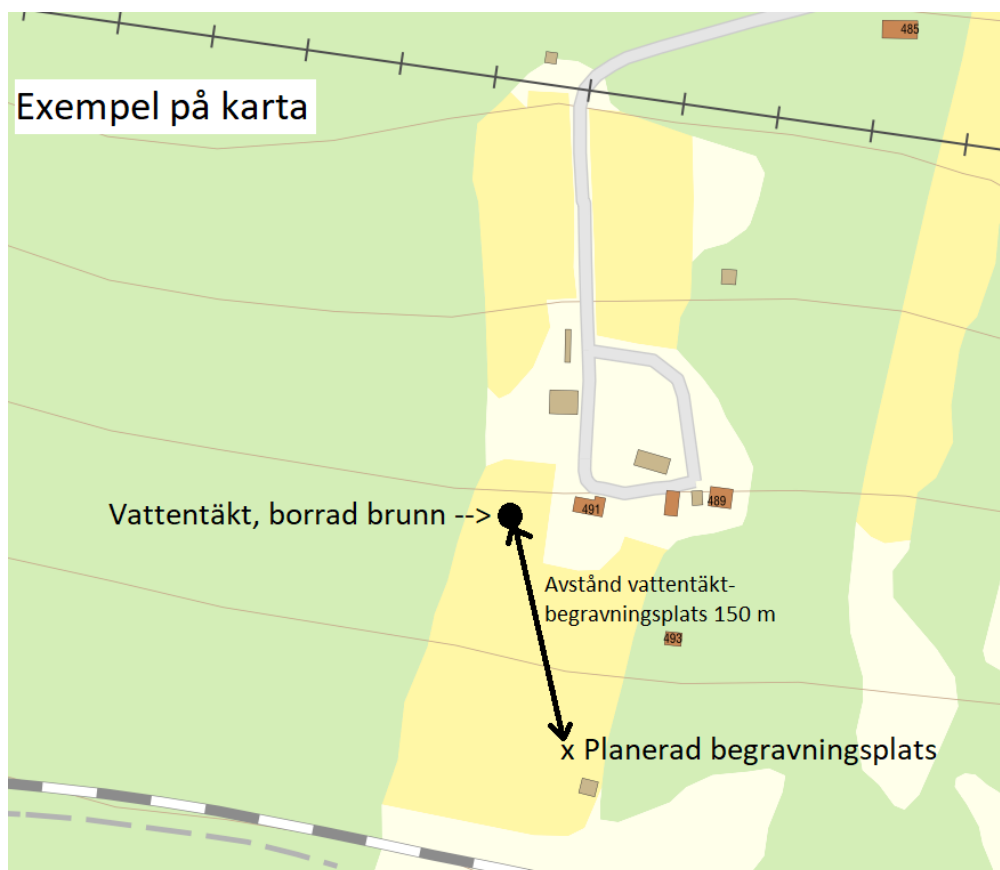 485
Exempel på karta
Vattentäkt, borrad brunn -->
491
489
Avstånd vattentäkt-
begravningsplats 150 m
493
x Planerad begravningsplats